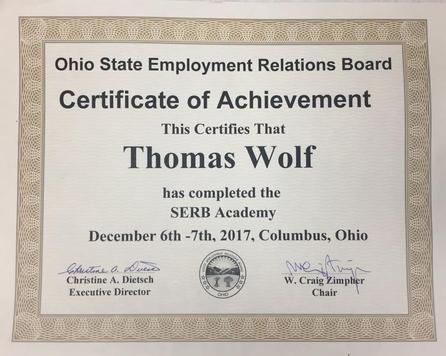 Ohio State Employment Relations Board
Certificate of Achievement
This Certifies That
Thomas Wolf
has completed the
SERB Academy
December 6th -7th, 2017, Columbus, Ohio
Christine A. Dietsch
Executive Director
OHIO
W. Craig Zimpher
Chair